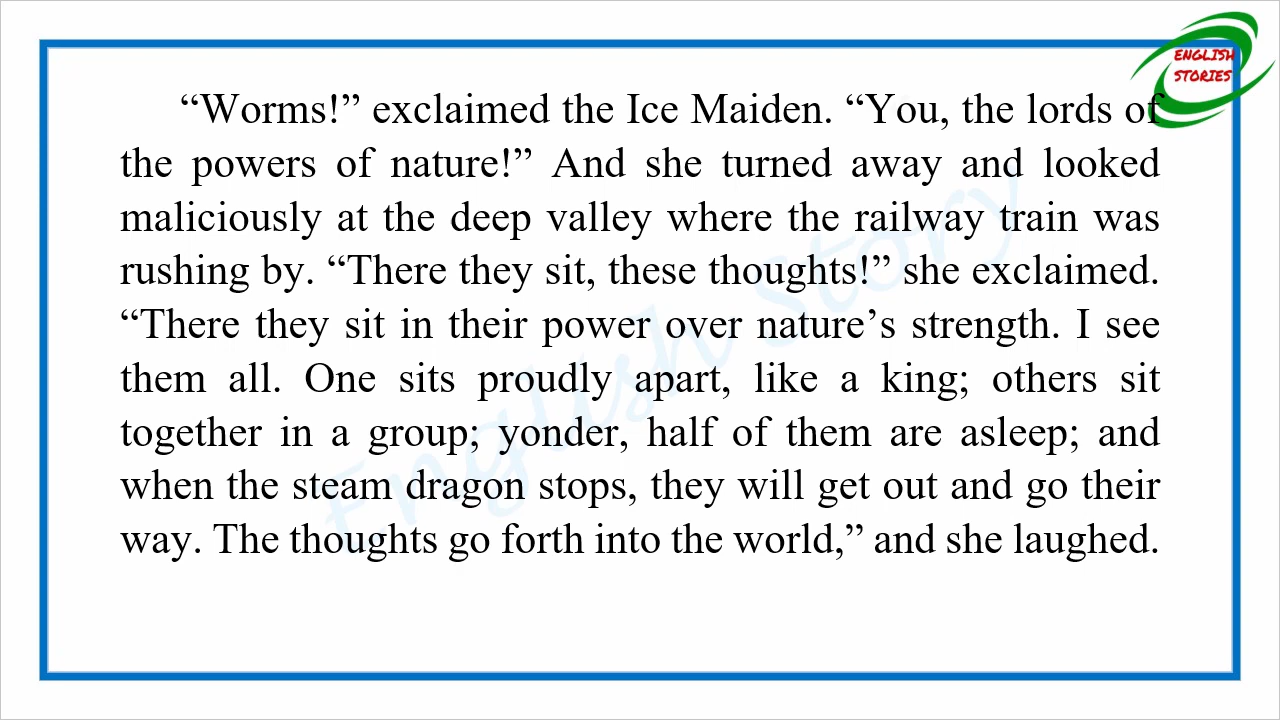 ENGLISH
STORIES
“Worms!” exclaimed the Ice Maiden. “You, the lords of
the powers of nature!” And she turned away and looked
maliciously at the deep valley where the railway train was
rushing by. “There they sit, these thoughts!” she exclaimed.
“There they sit in their power over nature’s strength. I see
them all. One sits proudly apart, like a king; others sit
together in a group; yonder, half of them are asleep; and
when the steam dragon stops, they will get out and go their
way. The thoughts go forth into the world,” and she laughed.
English Story